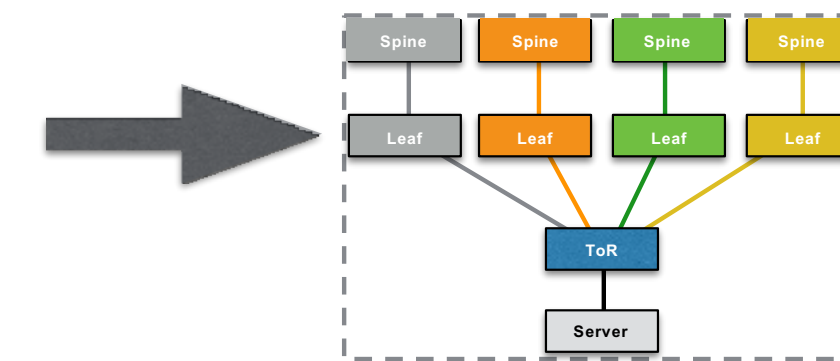 Spine Spine Spine Spine
Leaf Leaf Leaf Leaf
ToR
Server